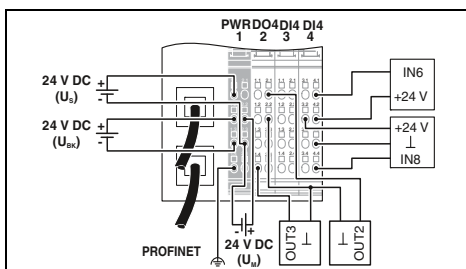 PWR DO4 DI4 DI4
1 2 3 4
24 V DC
(US)
+
-
24 V DC
(UBK)
+
-
IN6
+24 V
+24 V
⊥
IN8
- +
24 V DC
(UM)
PROFINET
OUT3
⊥
⊥
OUT2